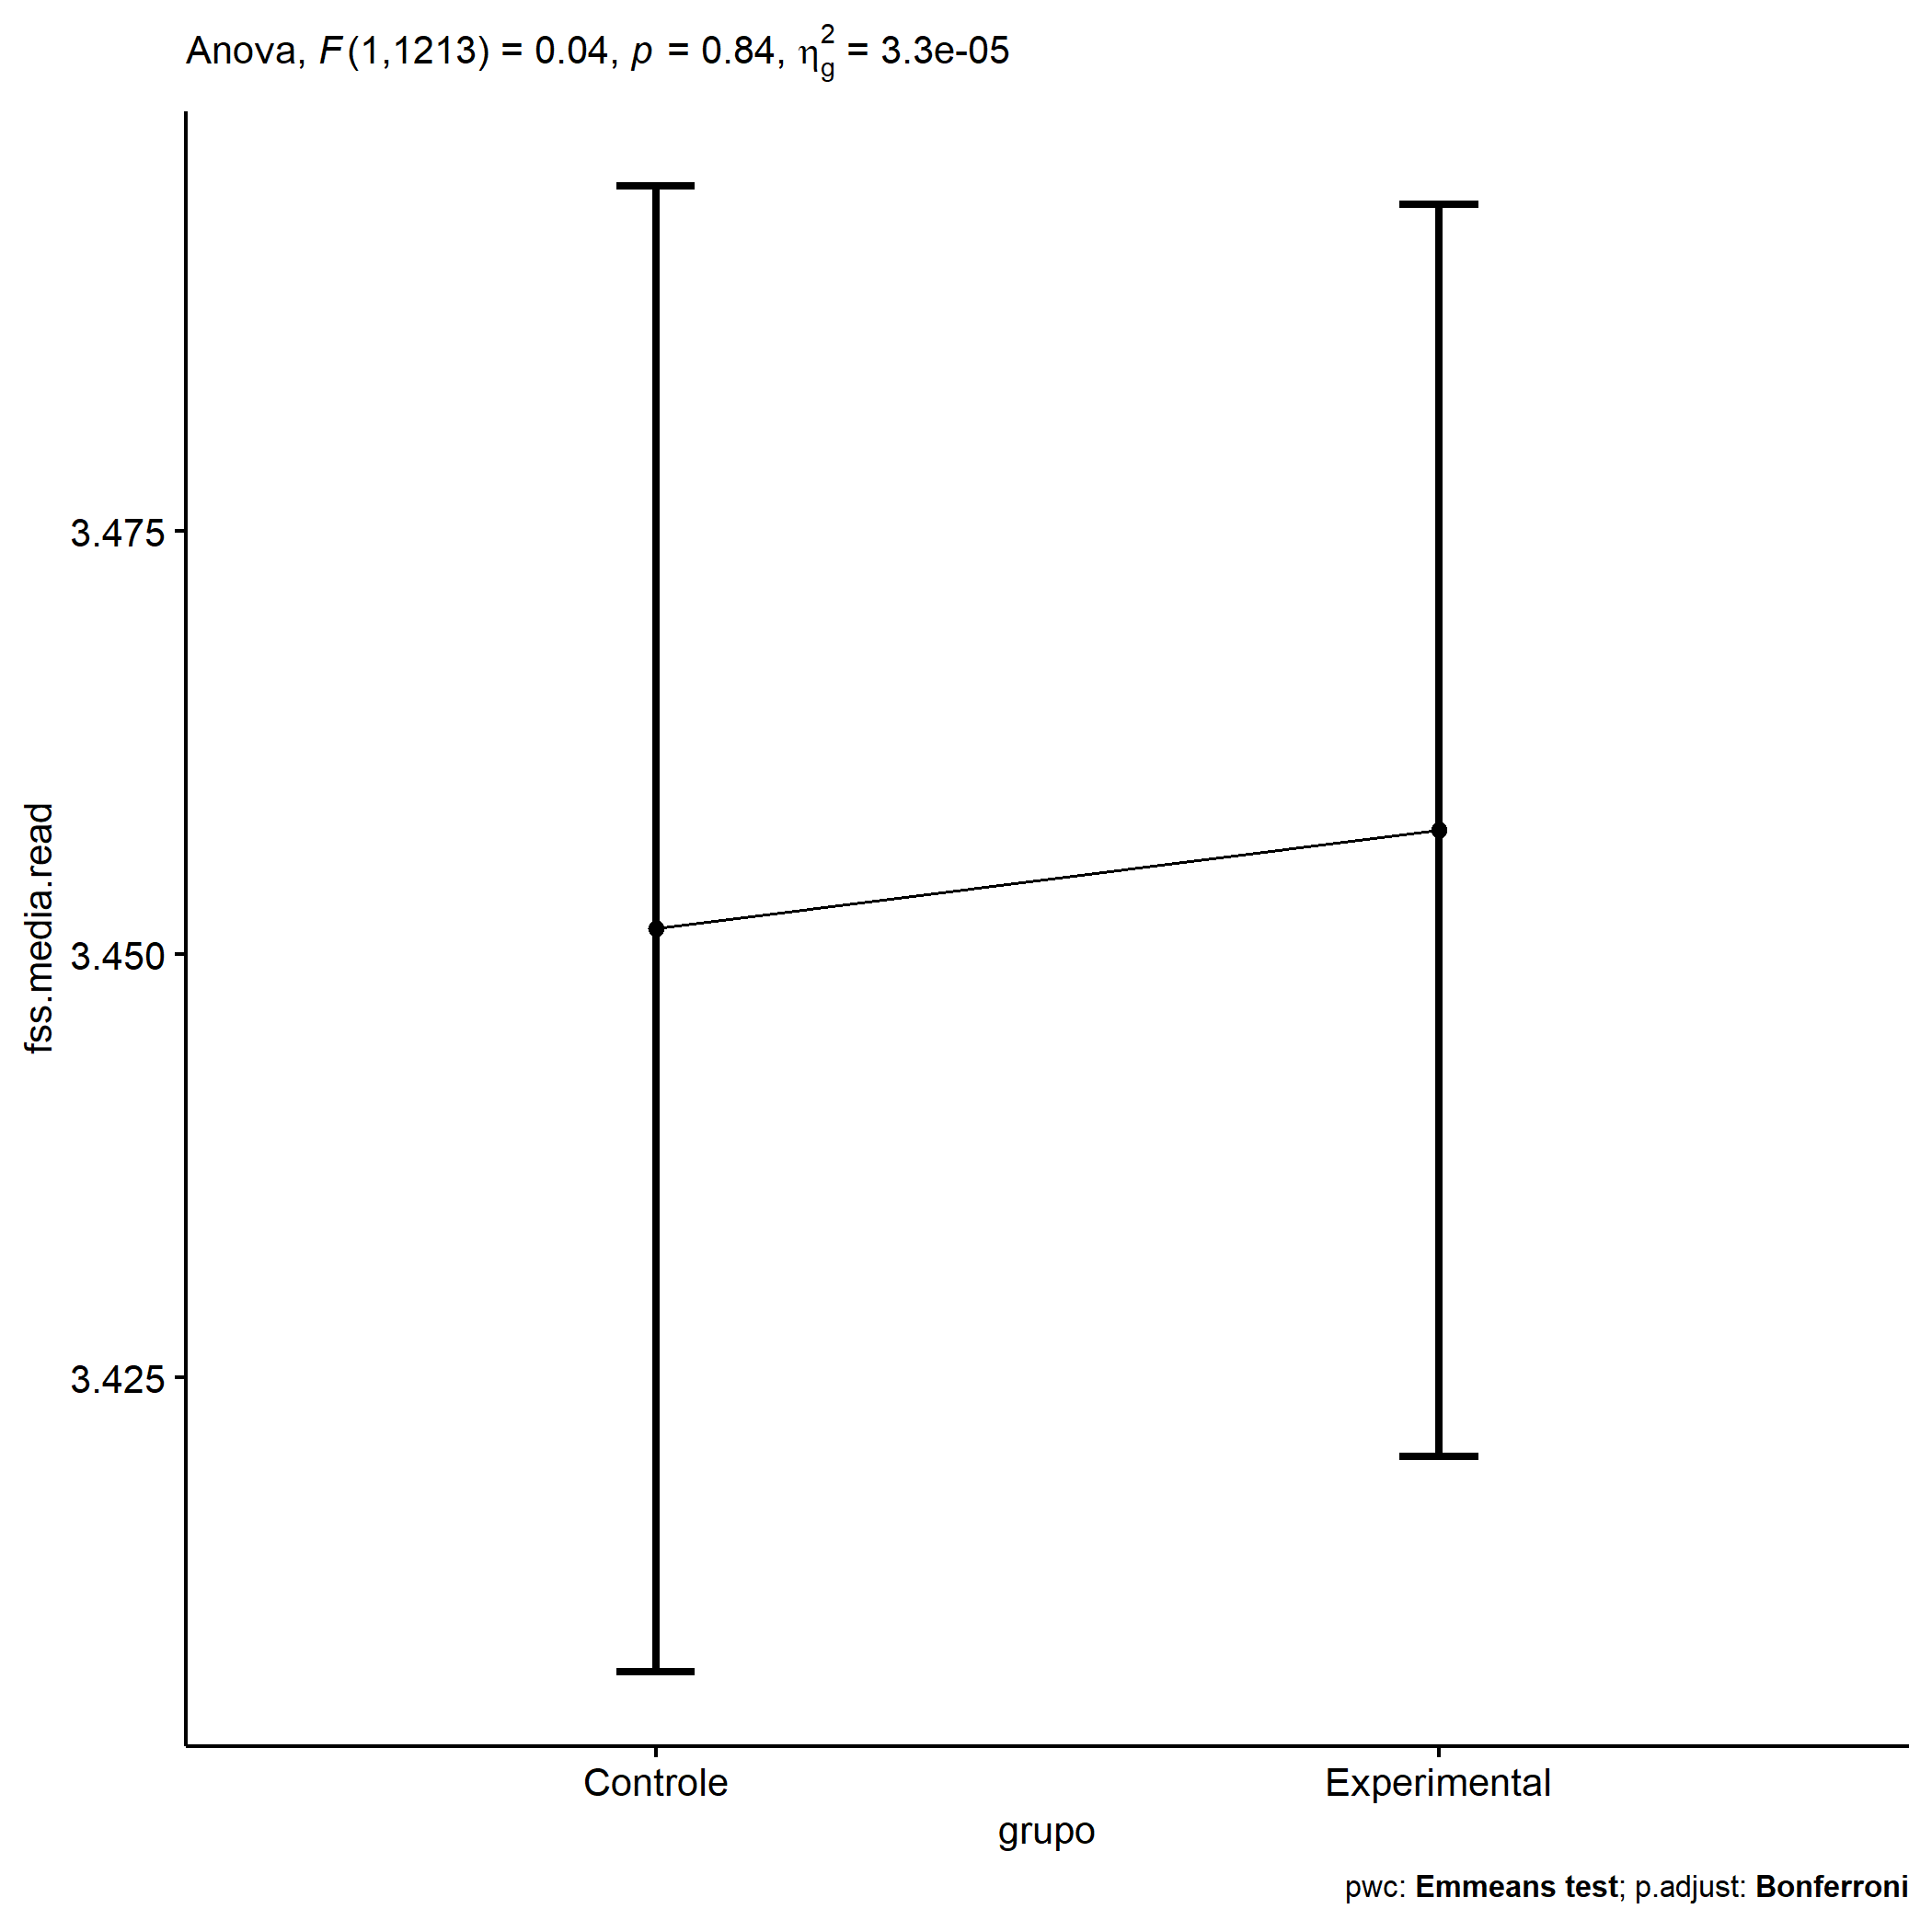 Anova, F(1,1213) = 0.04, p = 0.84, η²g = 3.3e-05
fss.media.read
3.475
3.450
3.425
Controle Experimental
grupo
pwc: Emmeans test; p.adjust: Bonferroni